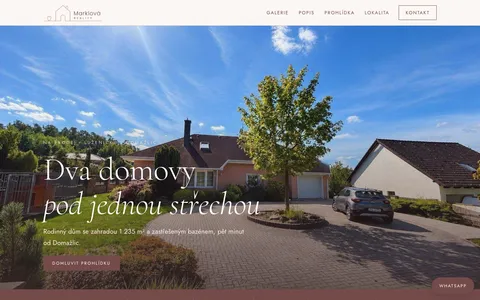 Marklová
REALITY
GALERIE
POPIS
PROHLÍDKA
LOKALITA
KONTAKT
Dva domovy
pod jednou střechou
Rodinný dům se zahradou 1 235 m² a zastřešeným bazénem, pět minut
od Domažlic.
DOMLUVIT PROHLÍDKU
WHATSAPP